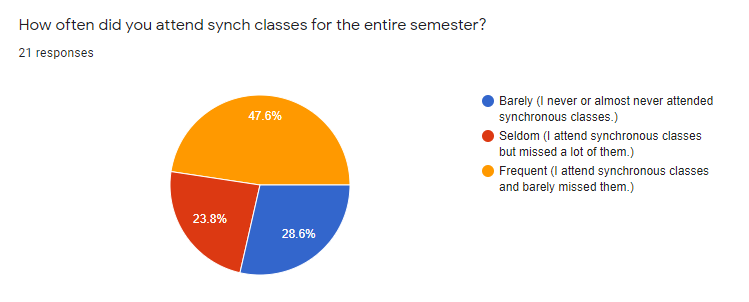 How often did you attend synch classes for the entire semester?
21 responses
47.6%
23.8%
28.6%
Barely (I never or almost never attended
synchronous classes.)
Seldom (I attend synchronous classes
but missed a lot of them.)
Frequent (I attend synchronous classes
and barely missed them.)